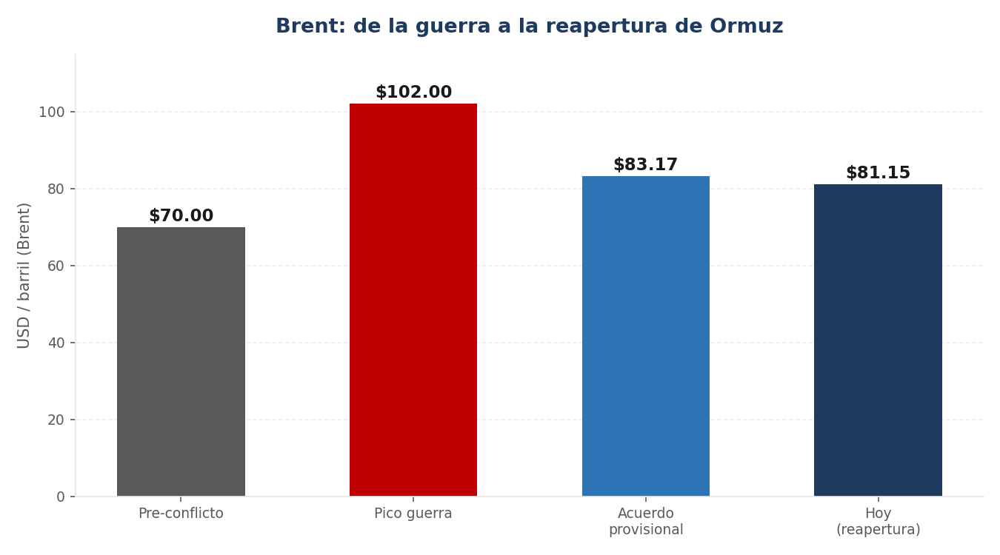 Brent: de la guerra a la reapertura de Ormuz
USD / barril (Brent)
100
80
60
40
20
0
$70.00
$102.00
$83.17
$81.15
Pre-conflicto
Pico guerra
Acuerdo
provisional
Hoy
(reapertura)